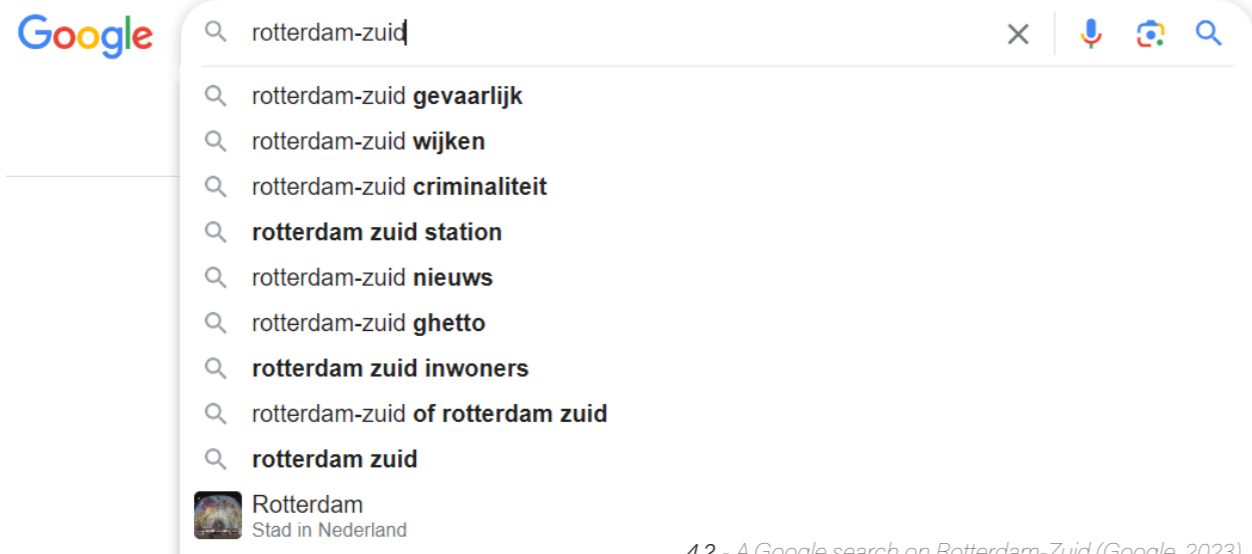 Google
rotterdam-zuid
rotterdam-zuid gevaarlijk
rotterdam-zuid wijken
rotterdam-zuid criminaliteit
rotterdam zuid station
rotterdam-zuid nieuws
rotterdam-zuid ghetto
rotterdam zuid inwoners
rotterdam-zuid of rotterdam zuid
rotterdam zuid
Rotterdam
Stad in Nederland
4.2 - A Google search on Rotterdam-Zuid (Google, 2023)